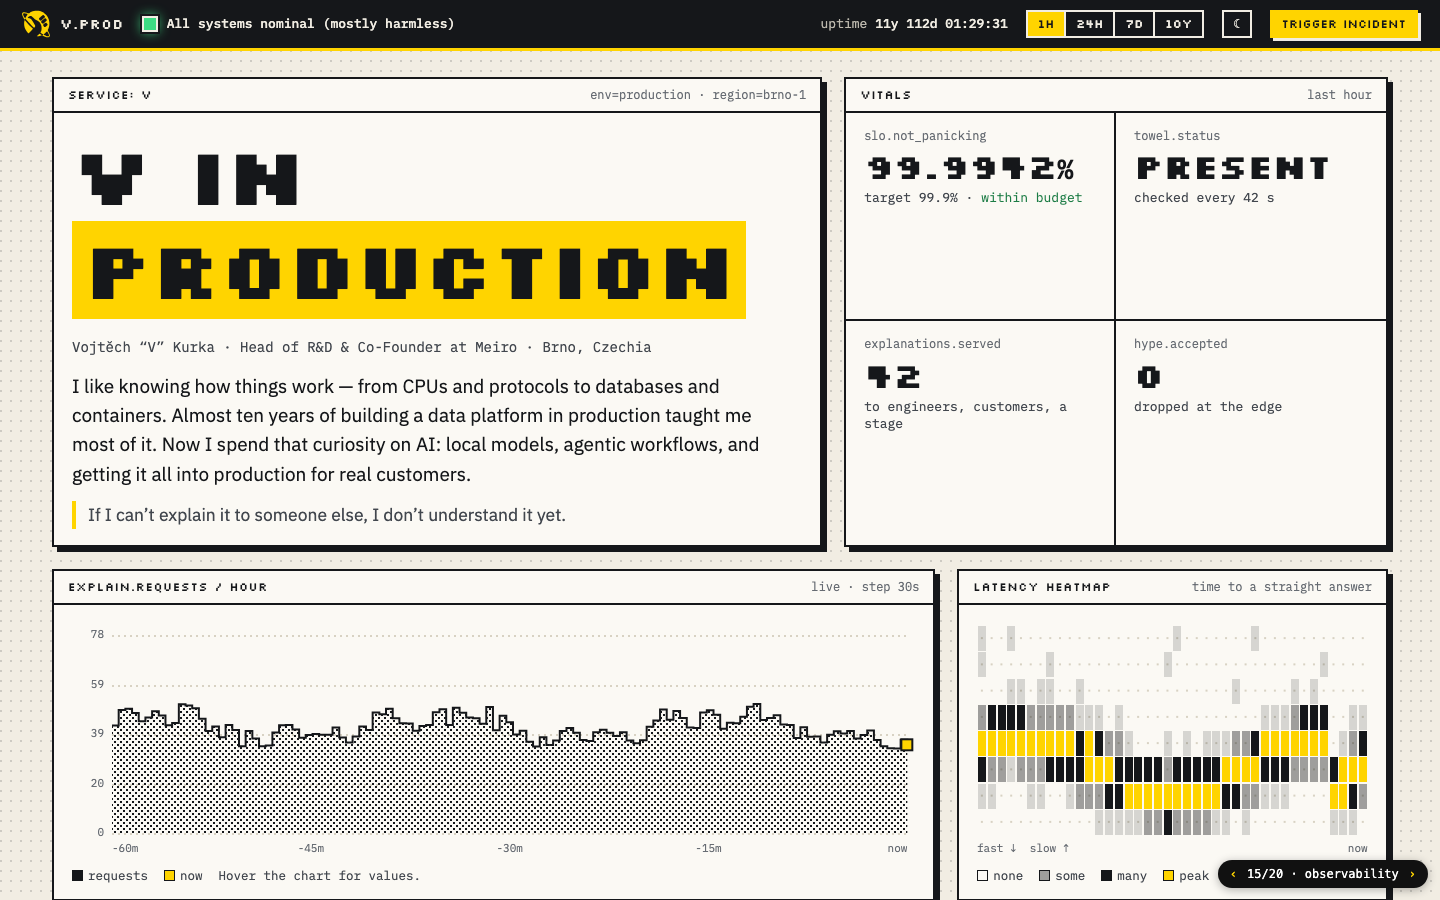 V.PROD
All systems nominal (mostly harmless)
uptime 11y 112d 01:29:31
1H 24H 7D 10Y
☾
TRIGGER INCIDENT
SERVICE: V
env=production · region=brno-1
V IN
PRODUCTION
Vojtěch “V” Kurka · Head of R&D & Co-Founder at Meiro · Brno, Czechia
I like knowing how things work — from CPUs and protocols to databases and
containers. Almost ten years of building a data platform in production taught me
most of it. Now I spend that curiosity on AI: local models, agentic workflows, and
getting it all into production for real customers.
If I can’t explain it to someone else, I don’t understand it yet.
VITALS
last hour
slo.not_panicking
99.9942%
target 99.9% · within budget
towel.status
PRESENT
checked every 42 s
explanations.served
42
to engineers, customers, a
stage
hype.accepted
0
dropped at the edge
EXPLAIN.REQUESTS / HOUR
live · step 30s
78
59
39
20
0
-60m -45m -30m -15m now
requests now Hover the chart for values.
LATENCY HEATMAP
time to a straight answer
fast ↓ slow ↑ now
none some many peak
‹ 15/20 · observability ›